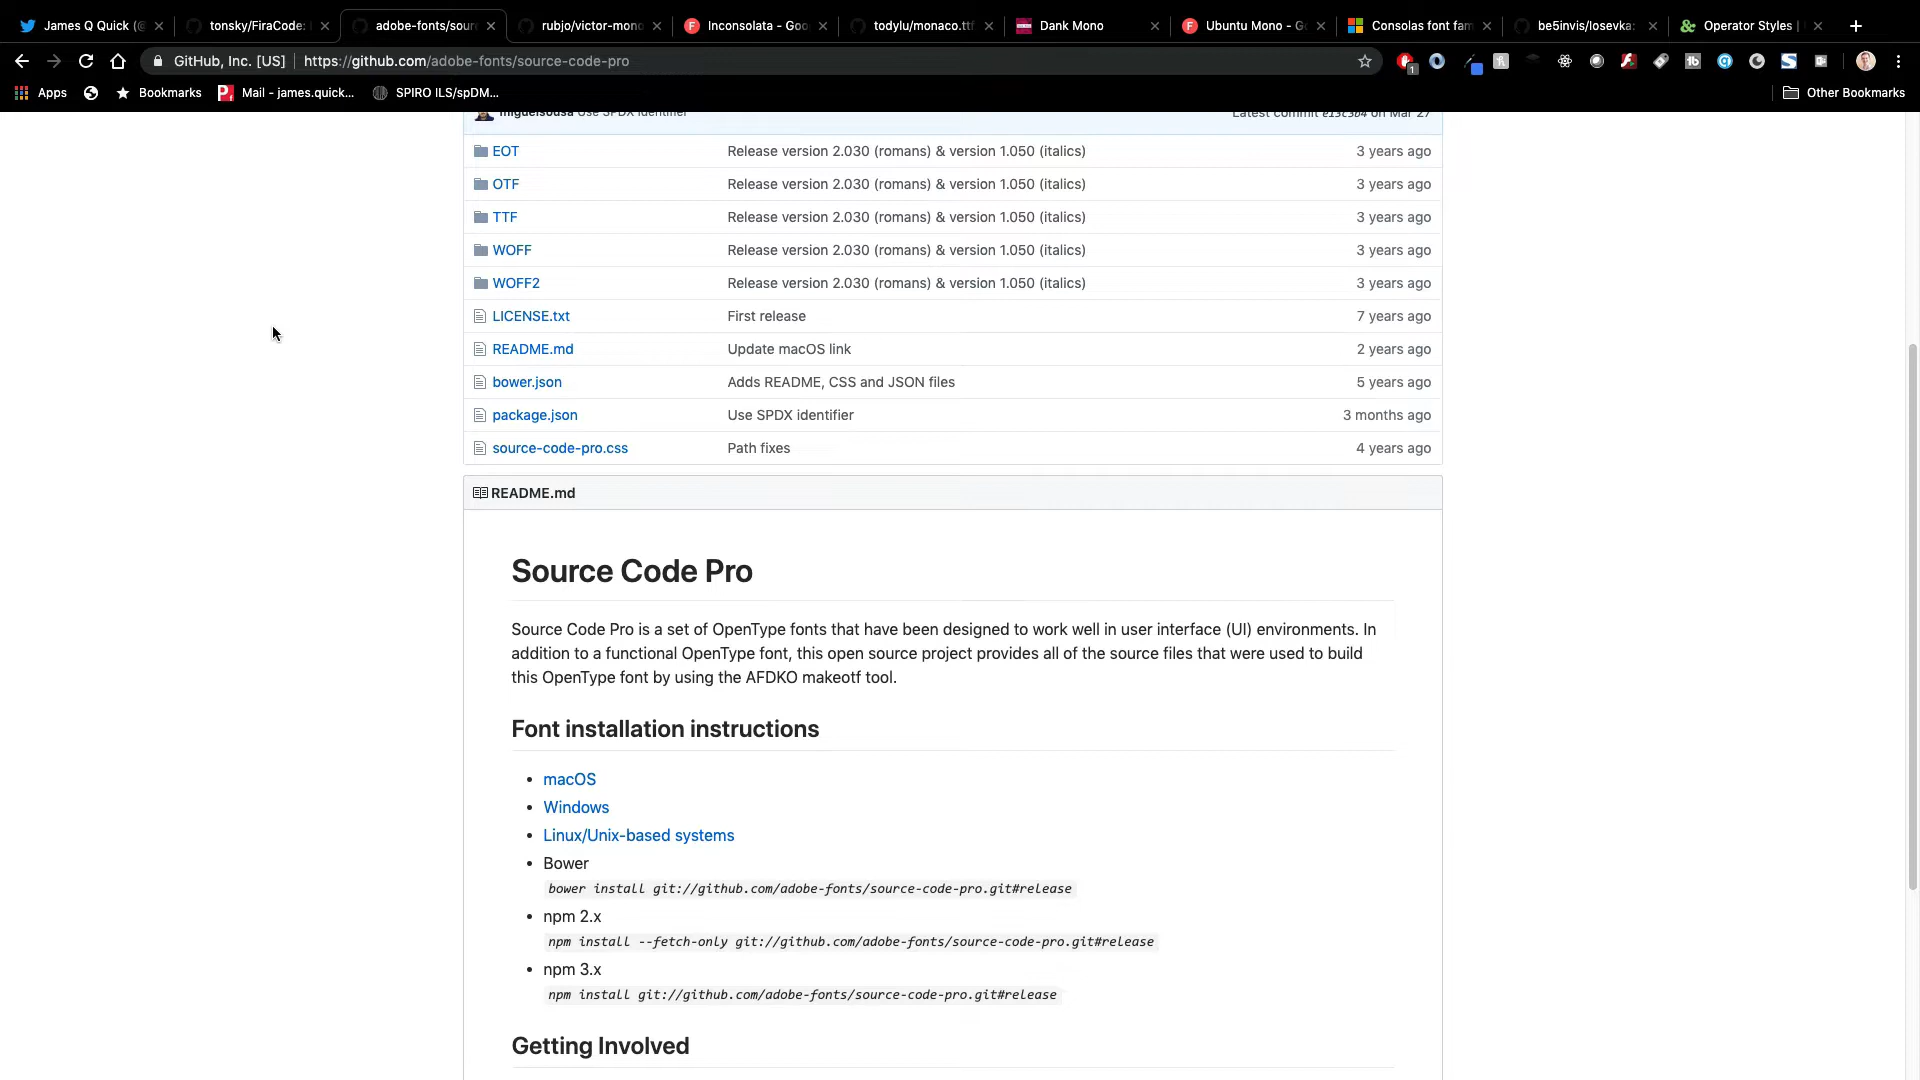 James Q Quick (@
tonsky/FiraCode:
adobe-fonts/sour
rubjo/victor-mono
Inconsolata - Goo
todylu/monaco.ttf
Dank Mono
Ubuntu Mono - G
Consolas font fam
be5invis/Iosevka:
Operator Styles |
GitHub, Inc. [US]
https://github.com/adobe-fonts/source-code-pro
1
Apps
Bookmarks
Mail - james.quick...
SPIRO ILS/spDM...
Other Bookmarks
miguelsousa Use SPDX identifier
Latest commit e13c3b4 on Mar 27
EOT Release version 2.030 (romans) & version 1.050 (italics) 3 years ago
OTF Release version 2.030 (romans) & version 1.050 (italics) 3 years ago
TTF Release version 2.030 (romans) & version 1.050 (italics) 3 years ago
WOFF Release version 2.030 (romans) & version 1.050 (italics) 3 years ago
WOFF2 Release version 2.030 (romans) & version 1.050 (italics) 3 years ago
LICENSE.txt First release 7 years ago
README.md Update macOS link 2 years ago
bower.json Adds README, CSS and JSON files 5 years ago
package.json Use SPDX identifier 3 months ago
source-code-pro.css Path fixes 4 years ago
README.md
Source Code Pro
Source Code Pro is a set of OpenType fonts that have been designed to work well in user interface (UI) environments. In
addition to a functional OpenType font, this open source project provides all of the source files that were used to build
this OpenType font by using the AFDKO makeotf tool.
Font installation instructions
• macOS
• Windows
• Linux/Unix-based systems
• Bower
bower install git://github.com/adobe-fonts/source-code-pro.git#release
• npm 2.x
npm install --fetch-only git://github.com/adobe-fonts/source-code-pro.git#release
• npm 3.x
npm install git://github.com/adobe-fonts/source-code-pro.git#release
Getting Involved